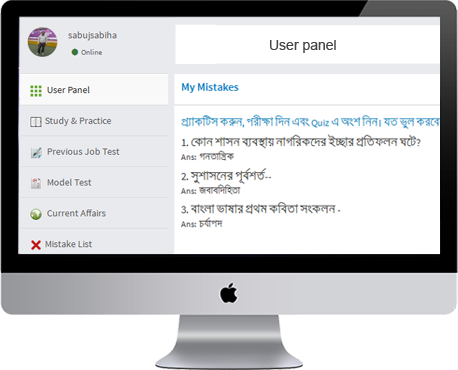 sabujsabiha
Online
User panel
User Panel
Study & Practice
Previous Job Test
Model Test
Current Affairs
Mistake List
My Mistakes
প্র্যাকটিস করুন, পরীক্ষা দিন এবং Quiz এ অংশ নিন। যত ভুল করবে
1. কোন শাসন ব্যবস্থায় নাগরিকদের ইচ্ছার প্রতিফলন ঘটে?
Ans: গনতান্ত্রিক
2. সুশাসনের পূর্বশর্ত--
Ans: জবাবদিহিতা
3. বাংলা ভাষার প্রথম কবিতা সংকলন -
Ans: চর্যাপদ